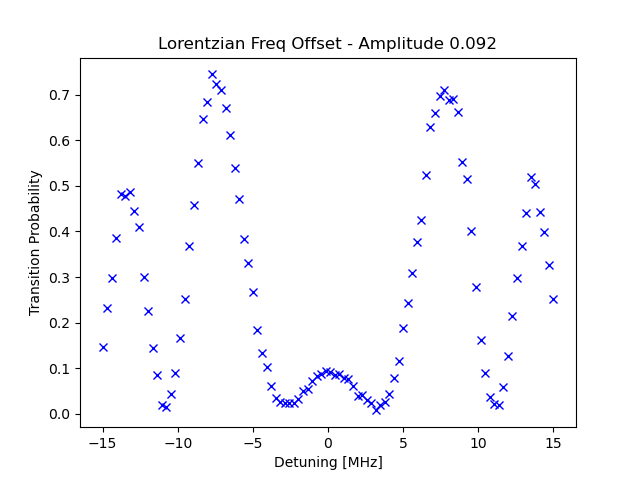 Lorentzian Freq Offset - Amplitude 0.092
Transition Probability
0.7
0.6
0.5
0.4
0.3
0.2
0.1
0.0
−15 −10 −5 0 5 10 15
Detuning [MHz]